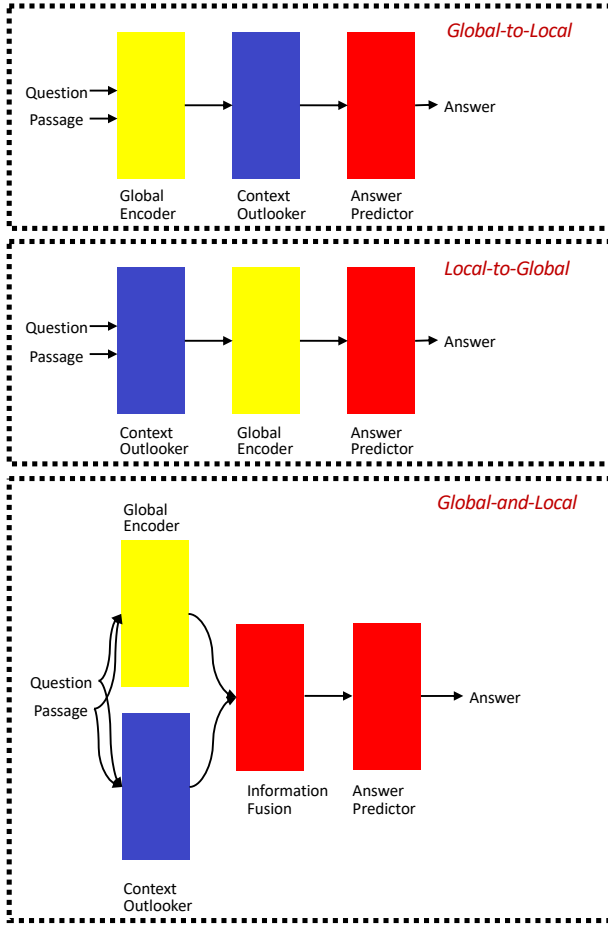 Global-to-Local
Question
Passage
Answer
Global
Encoder
Context
Outlooker
Answer
Predictor
Local-to-Global
Question
Passage
Answer
Context
Outlooker
Global
Encoder
Answer
Predictor
Global-and-Local
Global
Encoder
Question
Passage
Answer
Information
Fusion
Answer
Predictor
Context
Outlooker